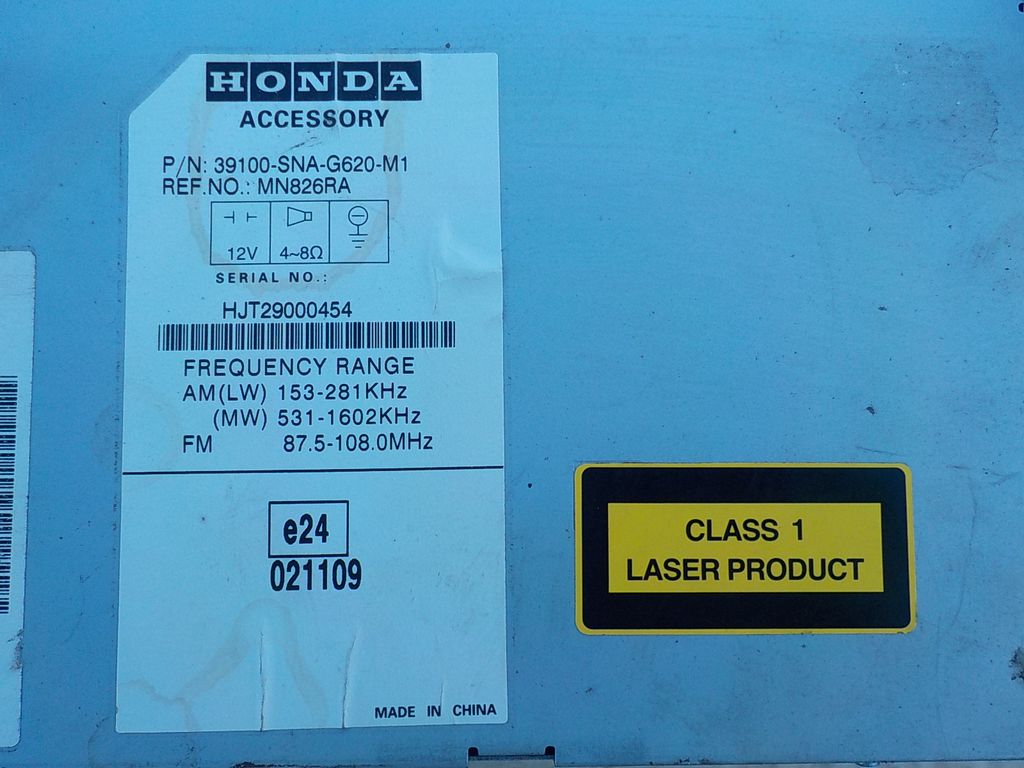 HONDA
ACCESSORY
P/N: 39100-SNA-G620-M1
REF.NO.: MN826RA
12V 4~8Ω
SERIAL NO.:
HJT29000454
FREQUENCY RANGE
AM(LW) 153-281KHz
(MW) 531-1602KHz
FM 87.5-108.0MHz
e24
021109
MADE IN CHINA
CLASS 1
LASER PRODUCT